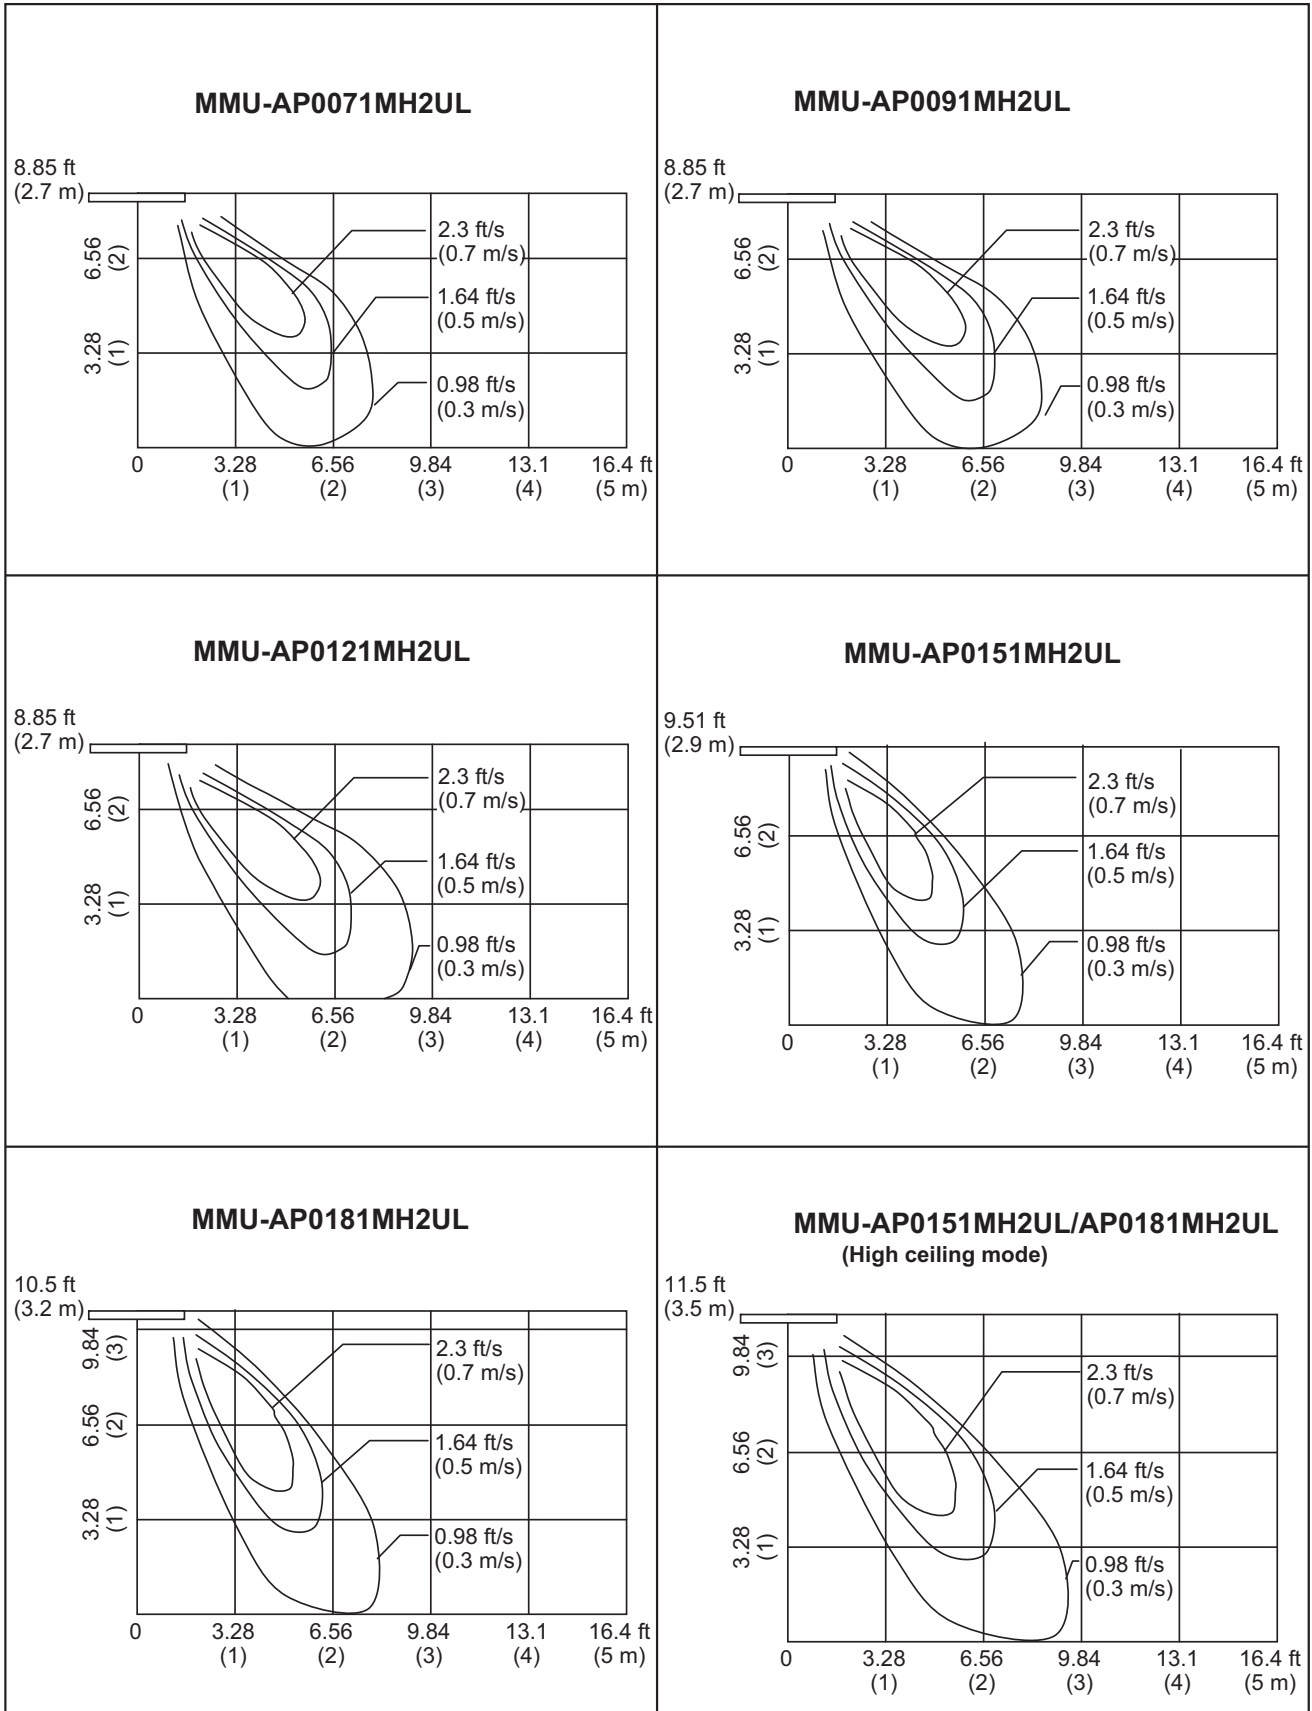 MMU-AP0071MH2UL
8.85 ft
(2.7 m)
6.56
(2)
3.28
(1)
2.3 ft/s
(0.7 m/s)
1.64 ft/s
(0.5 m/s)
0.98 ft/s
(0.3 m/s)
0 3.28 6.56 9.84 13.1 16.4 ft
(1) (2) (3) (4) (5 m)
MMU-AP0091MH2UL
8.85 ft
(2.7 m)
6.56
(2)
3.28
(1)
2.3 ft/s
(0.7 m/s)
1.64 ft/s
(0.5 m/s)
0.98 ft/s
(0.3 m/s)
0 3.28 6.56 9.84 13.1 16.4 ft
(1) (2) (3) (4) (5 m)
MMU-AP0121MH2UL
8.85 ft
(2.7 m)
6.56
(2)
3.28
(1)
2.3 ft/s
(0.7 m/s)
1.64 ft/s
(0.5 m/s)
0.98 ft/s
(0.3 m/s)
0 3.28 6.56 9.84 13.1 16.4 ft
(1) (2) (3) (4) (5 m)
MMU-AP0151MH2UL
9.51 ft
(2.9 m)
6.56
(2)
3.28
(1)
2.3 ft/s
(0.7 m/s)
1.64 ft/s
(0.5 m/s)
0.98 ft/s
(0.3 m/s)
0 3.28 6.56 9.84 13.1 16.4 ft
(1) (2) (3) (4) (5 m)
MMU-AP0181MH2UL
10.5 ft
(3.2 m)
9.84
(3)
6.56
(2)
3.28
(1)
2.3 ft/s
(0.7 m/s)
1.64 ft/s
(0.5 m/s)
0.98 ft/s
(0.3 m/s)
0 3.28 6.56 9.84 13.1 16.4 ft
(1) (2) (3) (4) (5 m)
MMU-AP0151MH2UL/AP0181MH2UL
(High ceiling mode)
11.5 ft
(3.5 m)
9.84
(3)
6.56
(2)
3.28
(1)
2.3 ft/s
(0.7 m/s)
1.64 ft/s
(0.5 m/s)
0.98 ft/s
(0.3 m/s)
0 3.28 6.56 9.84 13.1 16.4 ft
(1) (2) (3) (4) (5 m)